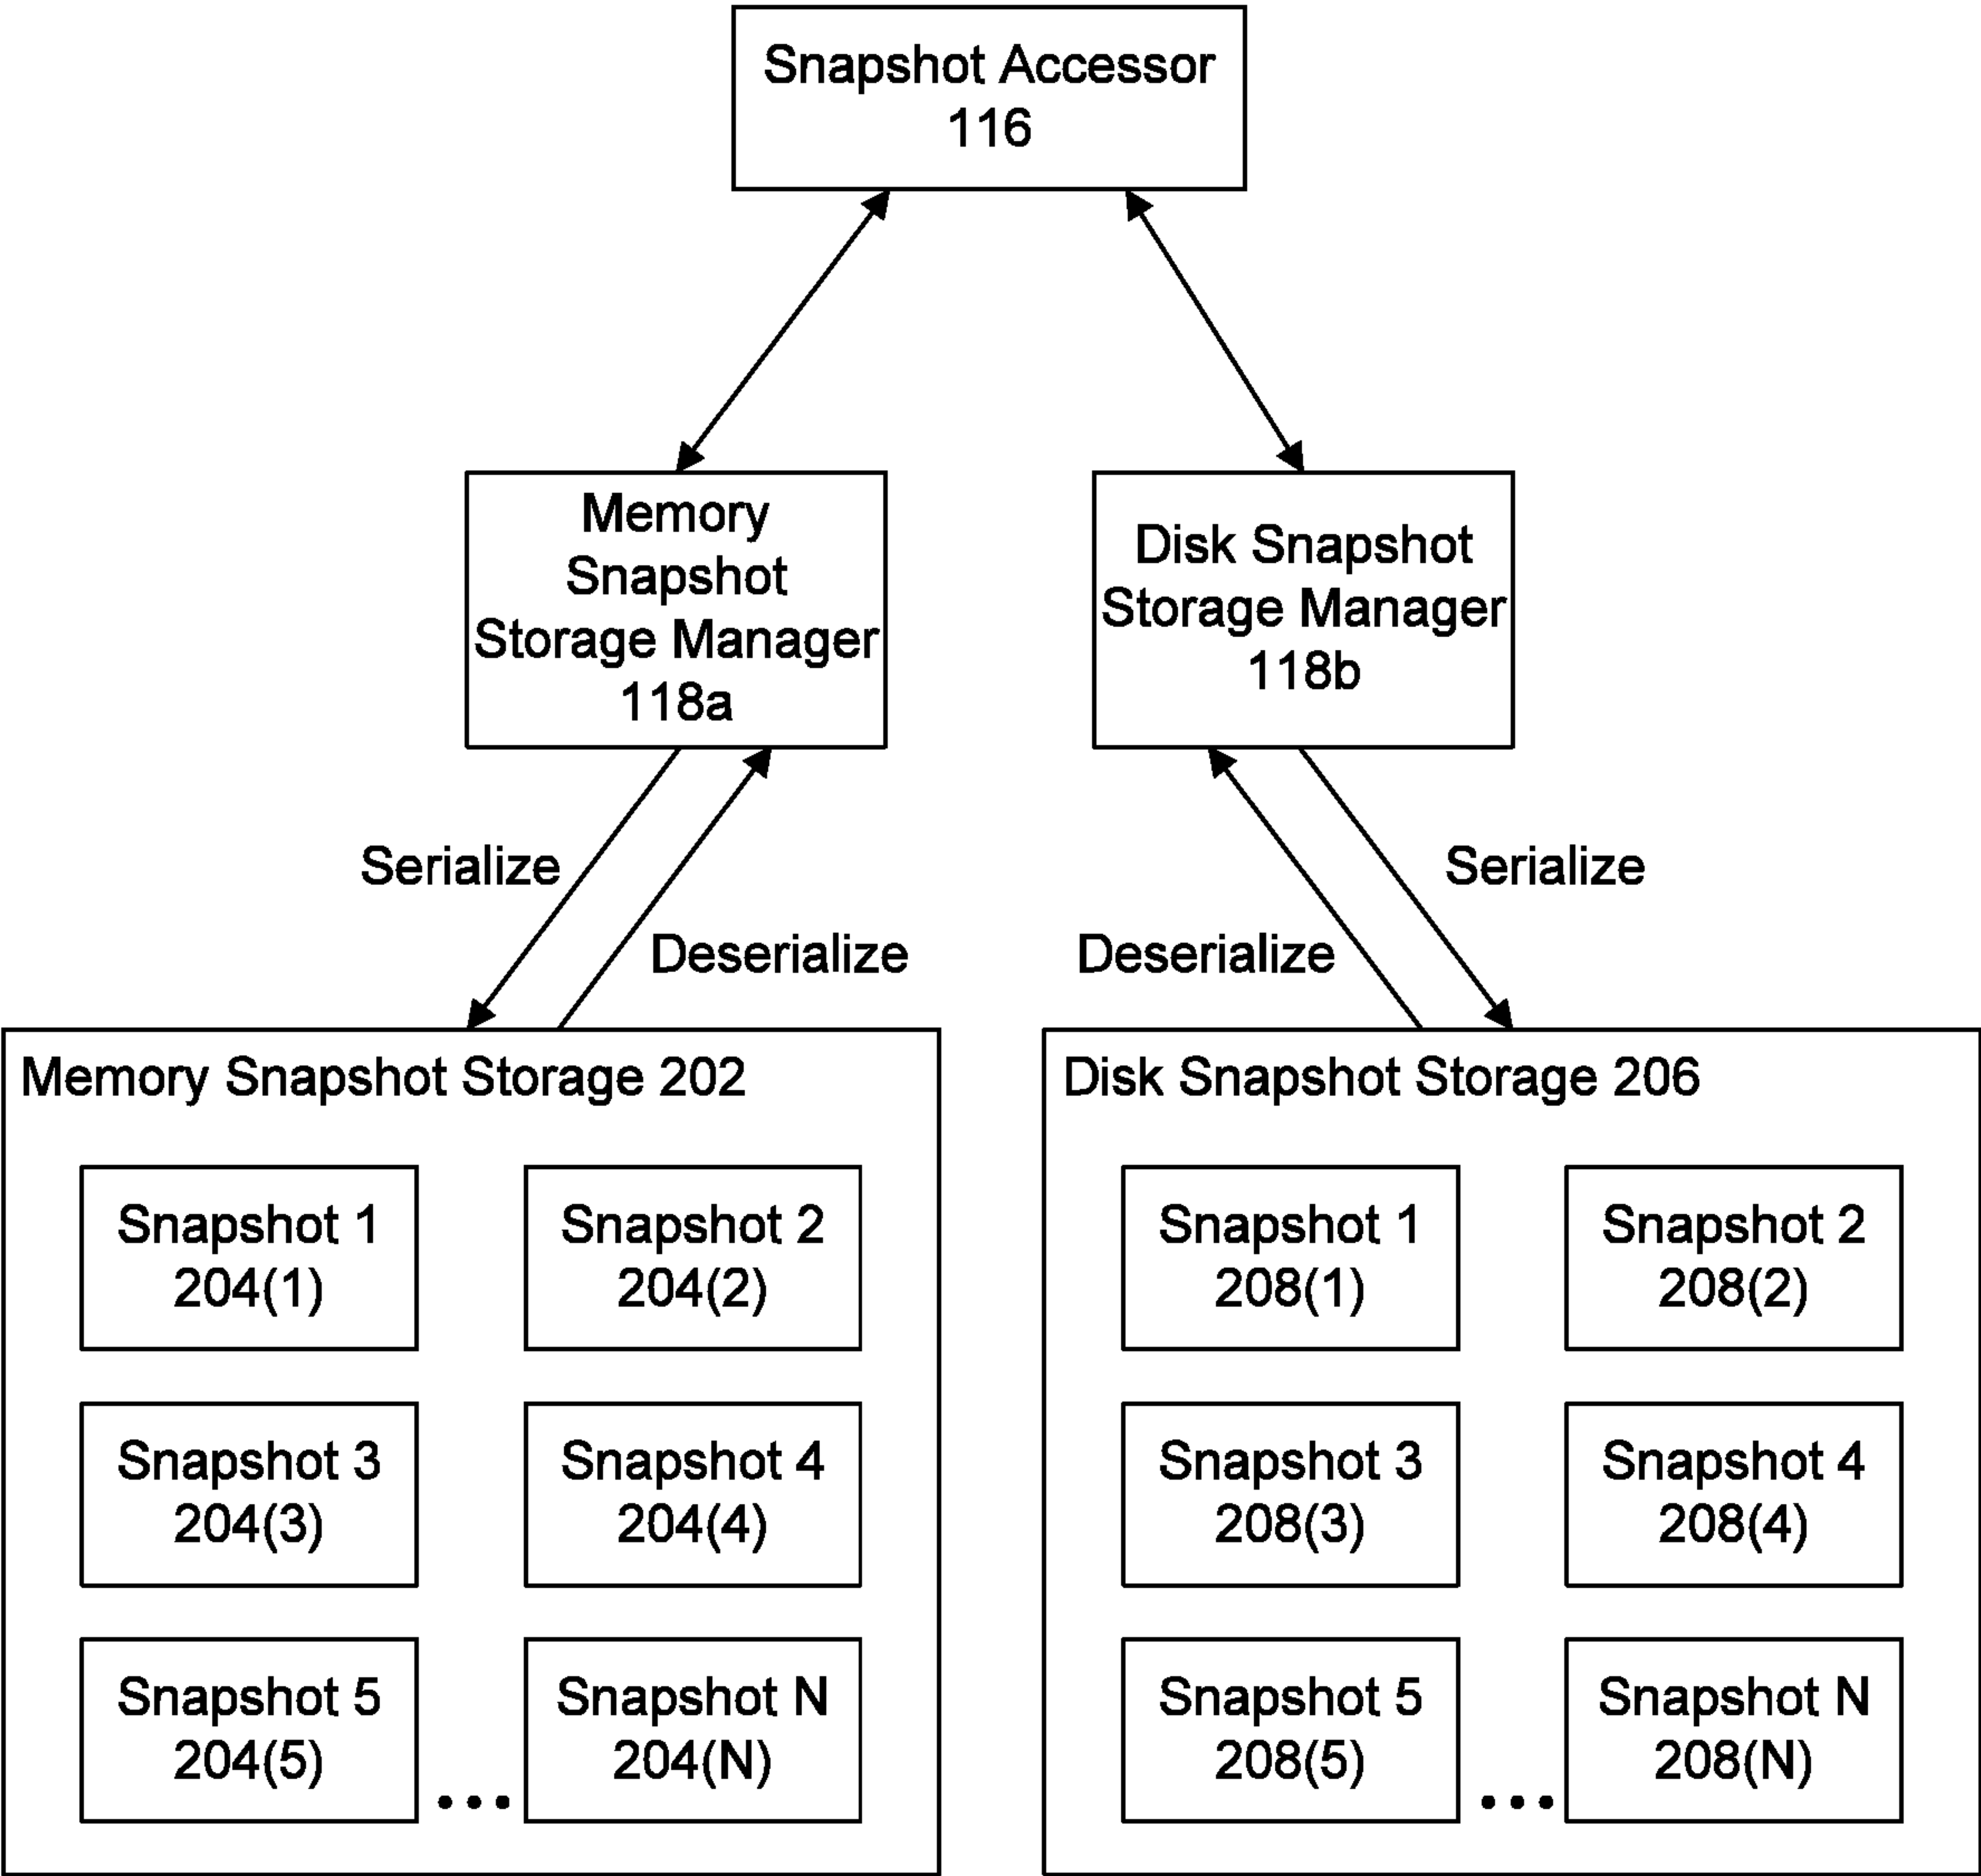 Snapshot Accessor
116
Memory
Snapshot
Storage Manager
118a
Disk Snapshot
Storage Manager
118b
Serialize
Deserialize
Deserialize
Serialize
Memory Snapshot Storage 202
Snapshot 1
204(1)
Snapshot 2
204(2)
Snapshot 3
204(3)
Snapshot 4
204(4)
Snapshot 5
204(5)
...
Snapshot N
204(N)
Disk Snapshot Storage 206
Snapshot 1
208(1)
Snapshot 2
208(2)
Snapshot 3
208(3)
Snapshot 4
208(4)
Snapshot 5
208(5)
...
Snapshot N
208(N)